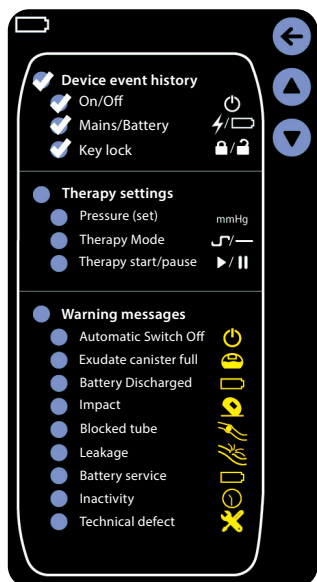 Device event history
On/Off
Mains/Battery /
Key lock /
Therapy settings
Pressure (set) mmHg
Therapy Mode /
Therapy start/pause /
Warning messages
Automatic Switch Off
Exudate canister full
Battery Discharged
Impact
Blocked tube
Leakage
Battery service
Inactivity
Technical defect